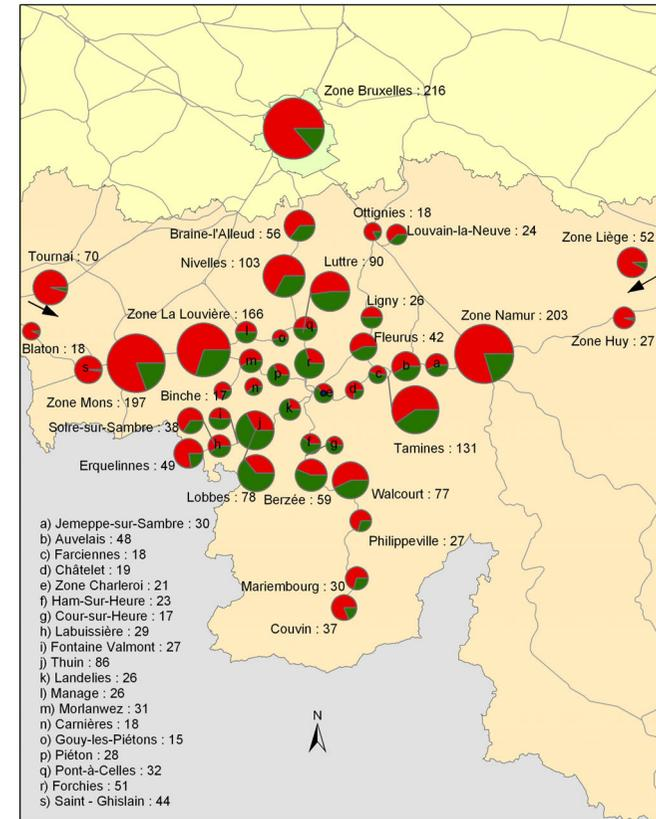 Zone Bruxelles : 216
Ottignies : 18
Braine-l'Alleud : 56
Louvain-la-Neuve : 24
Zone Liège : 52
Tournai : 70
Nivelles : 103
Luttre : 90
Ligny : 26
Zone La Louvière : 166
Zone Namur : 203
l
o
q
Fleurus : 42
Zone Huy : 27
Blaton : 18
s
m
r
p
c
b
a
Zone Mons : 197
Binche : 17
n
d
k
Solre-sur-Sambre : 38
i
j
Tamines : 131
h
f
g
Erquelinnes : 49
Lobbes : 78
Berzée : 59
Walcourt : 77
a) Jemeppe-sur-Sambre : 30
b) Auvelais : 48
c) Farciennes : 18
d) Châtelet : 19
e) Zone Charleroi : 21
f) Ham-Sur-Heure : 23
g) Cour-sur-Heure : 17
h) Labuissière : 29
i) Fontaine Valmont : 27
j) Thuin : 86
k) Landelies : 26
l) Manage : 26
m) Morlanwez : 31
n) Carnières : 18
o) Gouy-les-Piétons : 15
p) Piéton : 28
q) Pont-à-Celles : 32
r) Forchies : 51
s) Saint - Ghislain : 44
Philippeville : 27
Mariembourg : 30
Couvin : 37
N